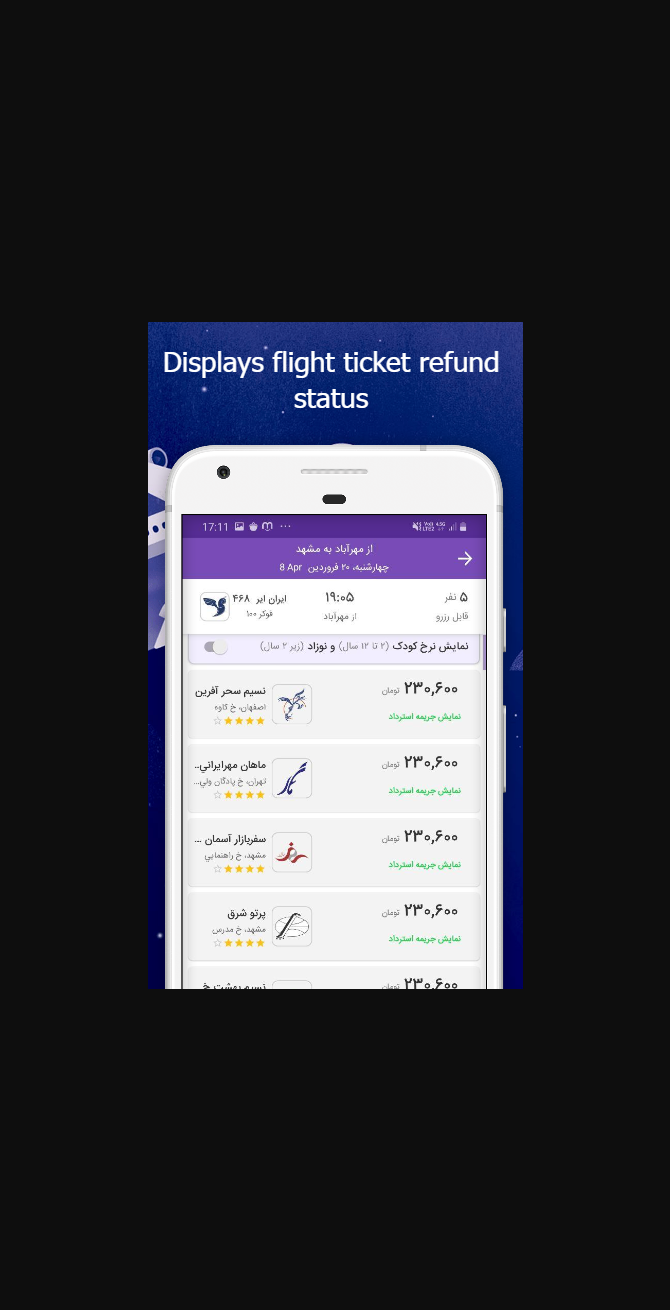 Displays flight ticket refund
status
17:11
از مهرآباد به مشهد
چهارشنبه، ۲۰ فروردین 8 Apr
۵ نفر
قابل رزرو
۱۹:۰۵
از مهرآباد
ایران ایر ۴۶۸
فوکر ۱۰۰
نمایش نرخ کودک (۲ تا ۱۲ سال) و نوزاد (زیر ۲ سال)
۲۳۰,۶۰۰ تومان
نمایش جریمه استرداد
نسیم سحر آفرین
اصفهان، خ کاوه
۲۳۰,۶۰۰ تومان
نمایش جریمه استرداد
ماهان مهرایراني..
تهران، خ پادگان ولی...
۲۳۰,۶۰۰ تومان
نمایش جریمه استرداد
سفربازار آسمان ...
مشهد، خ راهنمایي
۲۳۰,۶۰۰ تومان
نمایش جریمه استرداد
پرتو شرق
مشهد، خ مدرس
۲۳۰,۶۰۰ تومان
نسیم بهشت خ